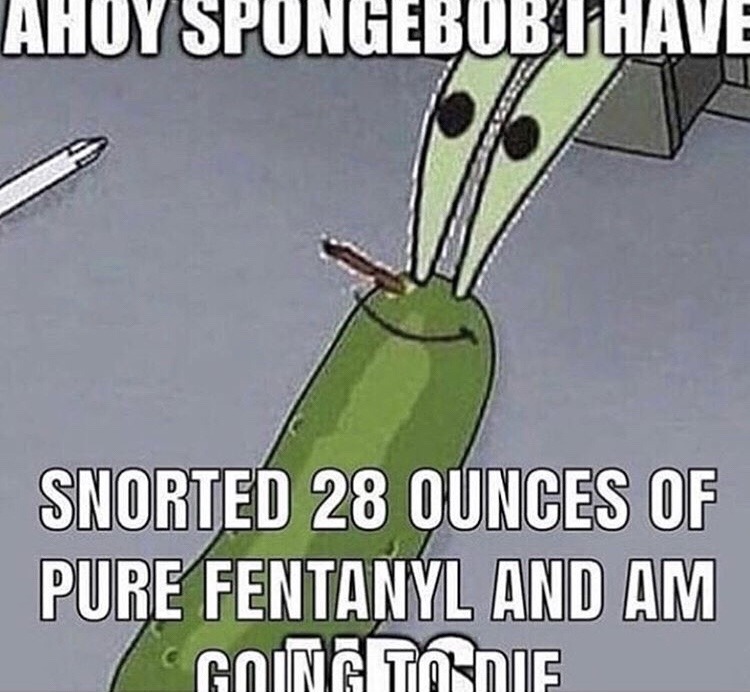 AHOY SPONGEBOB I HAVE
SNORTED 28 OUNCES OF
PURE FENTANYL AND AM
GOING TO DIE